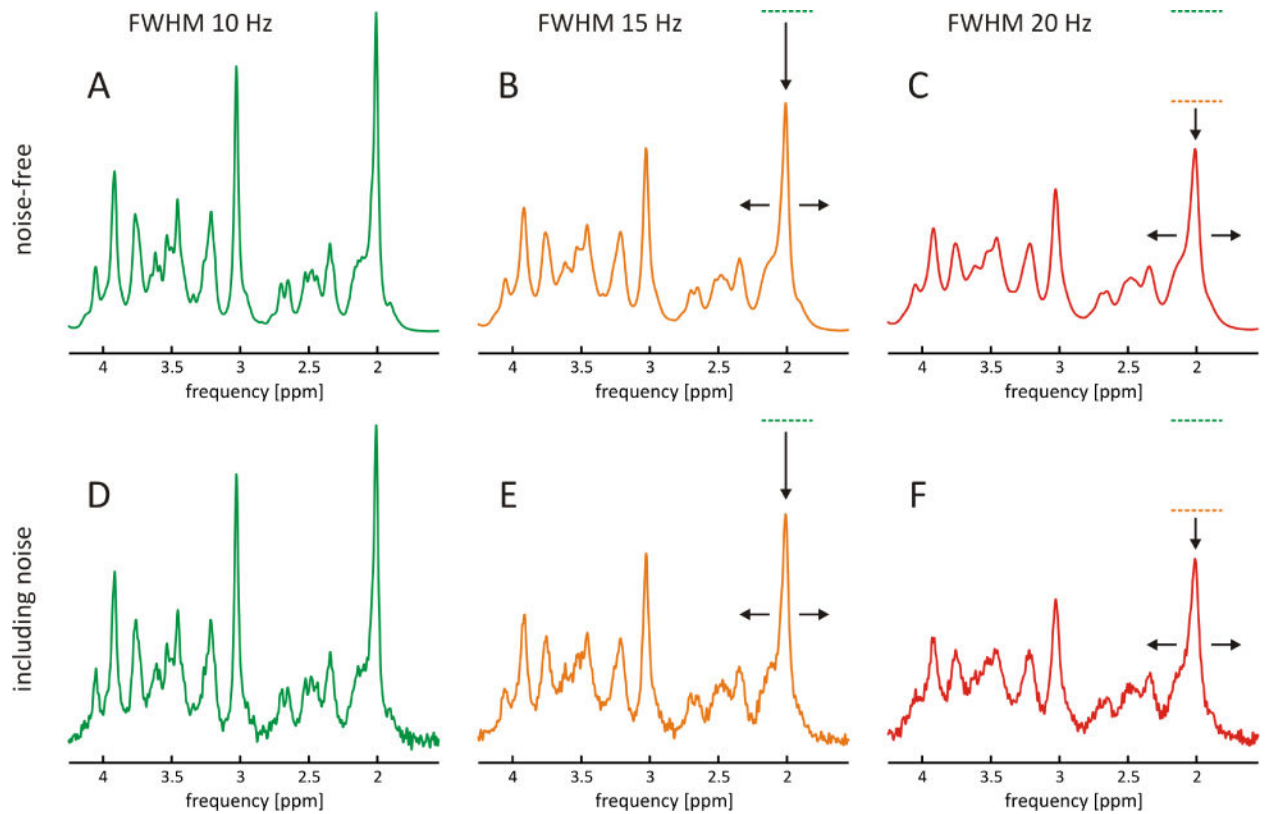 FWHM 10 Hz
FWHM 15 Hz
FWHM 20 Hz
noise-free
A
B
C
4 3.5 3 2.5 2
frequency [ppm]
4 3.5 3 2.5 2
frequency [ppm]
4 3.5 3 2.5 2
frequency [ppm]
including noise
D
E
F
4 3.5 3 2.5 2
frequency [ppm]
4 3.5 3 2.5 2
frequency [ppm]
4 3.5 3 2.5 2
frequency [ppm]